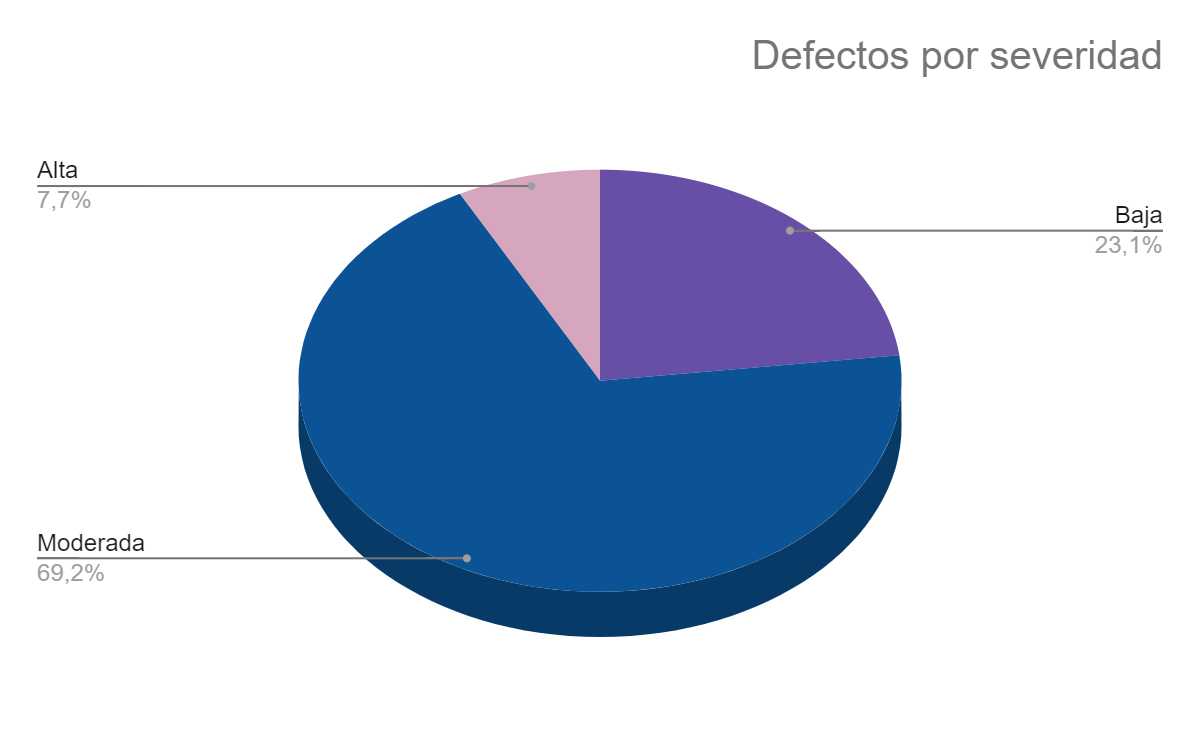 Defectos por severidad
Alta
7,7%
Baja
23,1%
Moderada
69,2%